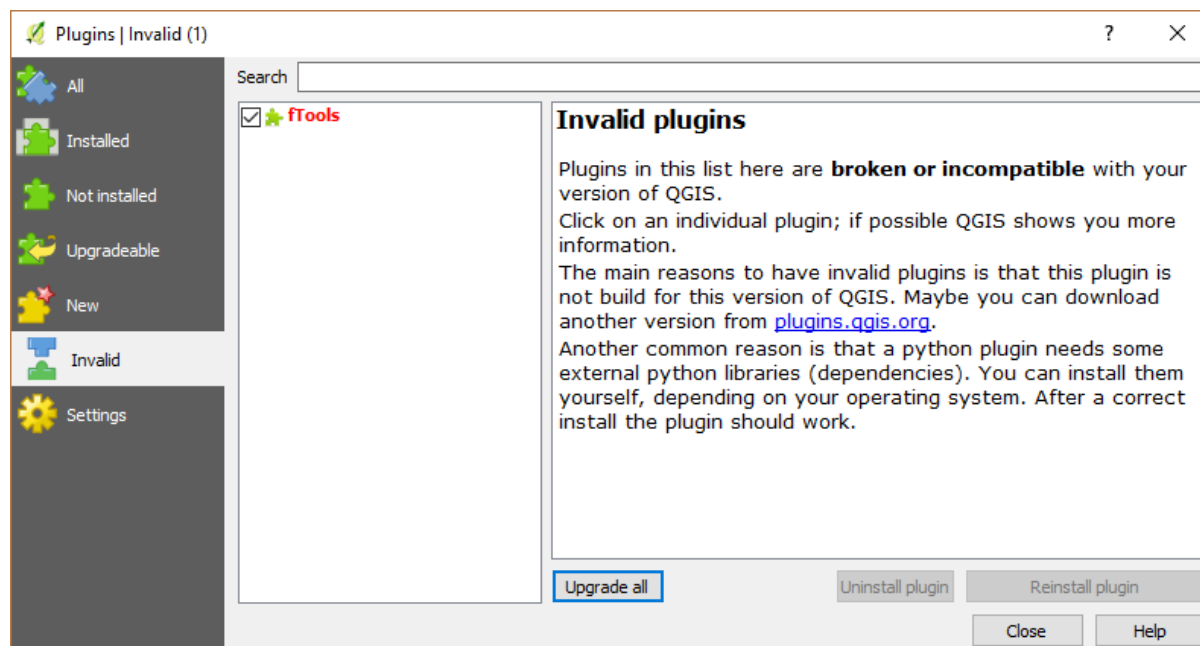 Plugins | Invalid (1)
?
All
Installed
Not installed
Upgradeable
New
Invalid
Settings
Search
fTools
Invalid plugins
Plugins in this list here are broken or incompatible with your
version of QGIS.
Click on an individual plugin; if possible QGIS shows you more
information.
The main reasons to have invalid plugins is that this plugin is
not build for this version of QGIS. Maybe you can download
another version from plugins.qgis.org.
Another common reason is that a python plugin needs some
external python libraries (dependencies). You can install them
yourself, depending on your operating system. After a correct
install the plugin should work.
Upgrade all
Uninstall plugin
Reinstall plugin
Close
Help